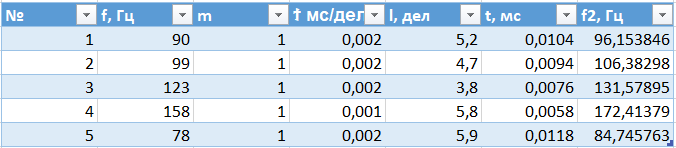 № f, Гц m † мс/дел l, дел t, мс f2, Гц
1 90 1 0,002 5,2 0,0104 96,153846
2 99 1 0,002 4,7 0,0094 106,38298
3 123 1 0,002 3,8 0,0076 131,57895
4 158 1 0,001 5,8 0,0058 172,41379
5 78 1 0,002 5,9 0,0118 84,745763